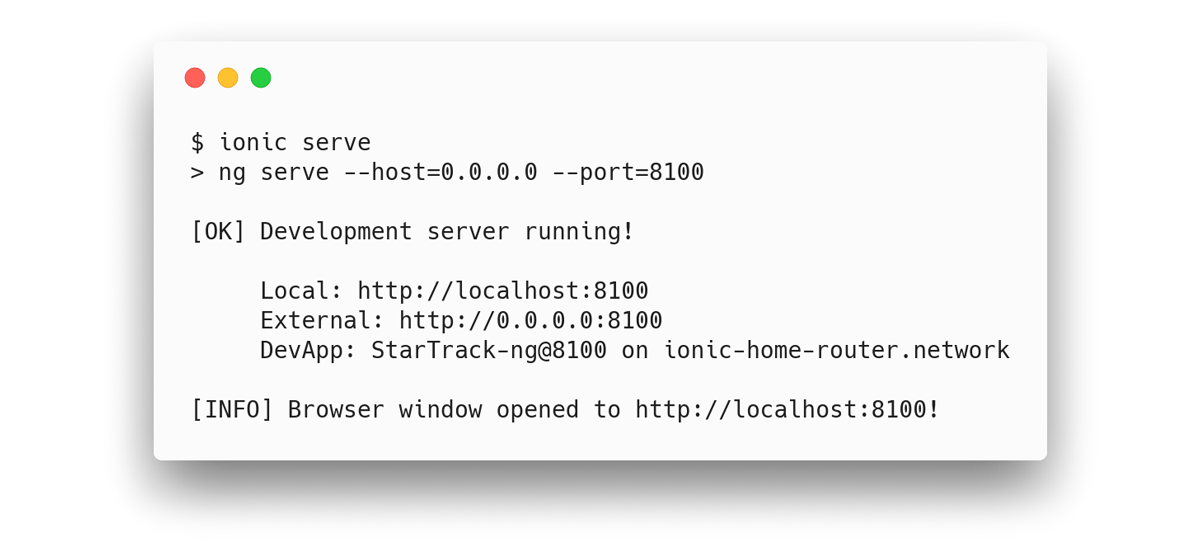 $ ionic serve
> ng serve --host=0.0.0.0 --port=8100
[OK] Development server running!
Local: http://localhost:8100
External: http://0.0.0.0:8100
DevApp: StarTrack-ng@8100 on ionic-home-router.network
[INFO] Browser window opened to http://localhost:8100!